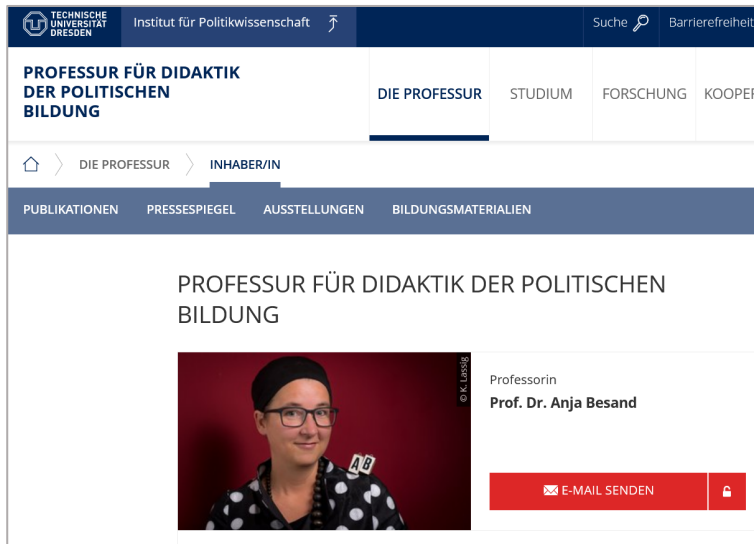 TECHNISCHE
UNIVERSITÄT
DRESDEN
Institut für Politikwissenschaft
Suche
Barrierefreiheit
PROFESSUR FÜR DIDAKTIK
DER POLITISCHEN
BILDUNG
DIE PROFESSUR
STUDIUM
FORSCHUNG
KOOPER
DIE PROFESSUR
INHABER/IN
PUBLIKATIONEN
PRESSESPIEGEL
AUSSTELLUNGEN
BILDUNGSMATERIALIEN
PROFESSUR FÜR DIDAKTIK DER POLITISCHEN
BILDUNG
© K. Lassig
A B
Professorin
Prof. Dr. Anja Besand
E-MAIL SENDEN